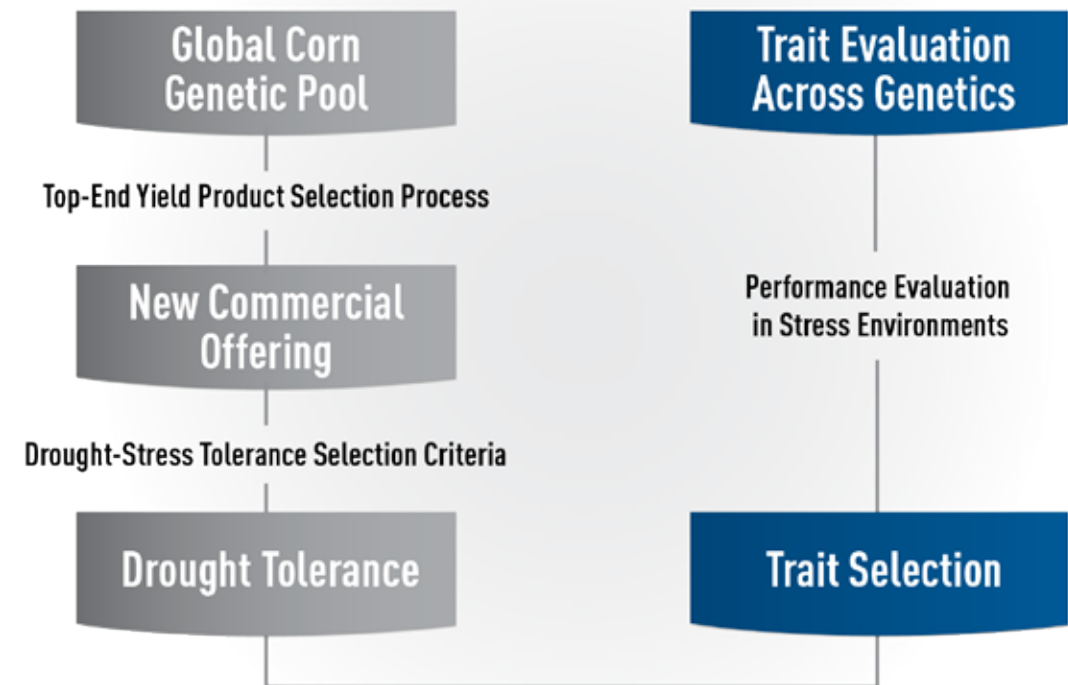 Global Corn
Genetic Pool
Top-End Yield Product Selection Process
New Commercial
Offering
Drought-Stress Tolerance Selection Criteria
Drought Tolerance
Trait Evaluation
Across Genetics
Performance Evaluation
in Stress Environments
Trait Selection